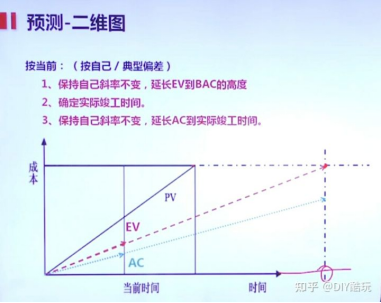 预测-二维图
按当前：（按自己 / 典型偏差）
1、保持自己斜率不变，延长EV到BAC的高度
2、确定实际竣工时间。
3、保持自己斜率不变，延长AC到实际竣工时间。
成本
PV
EV
AC
当前时间
时间
知乎 @DIY酷玩